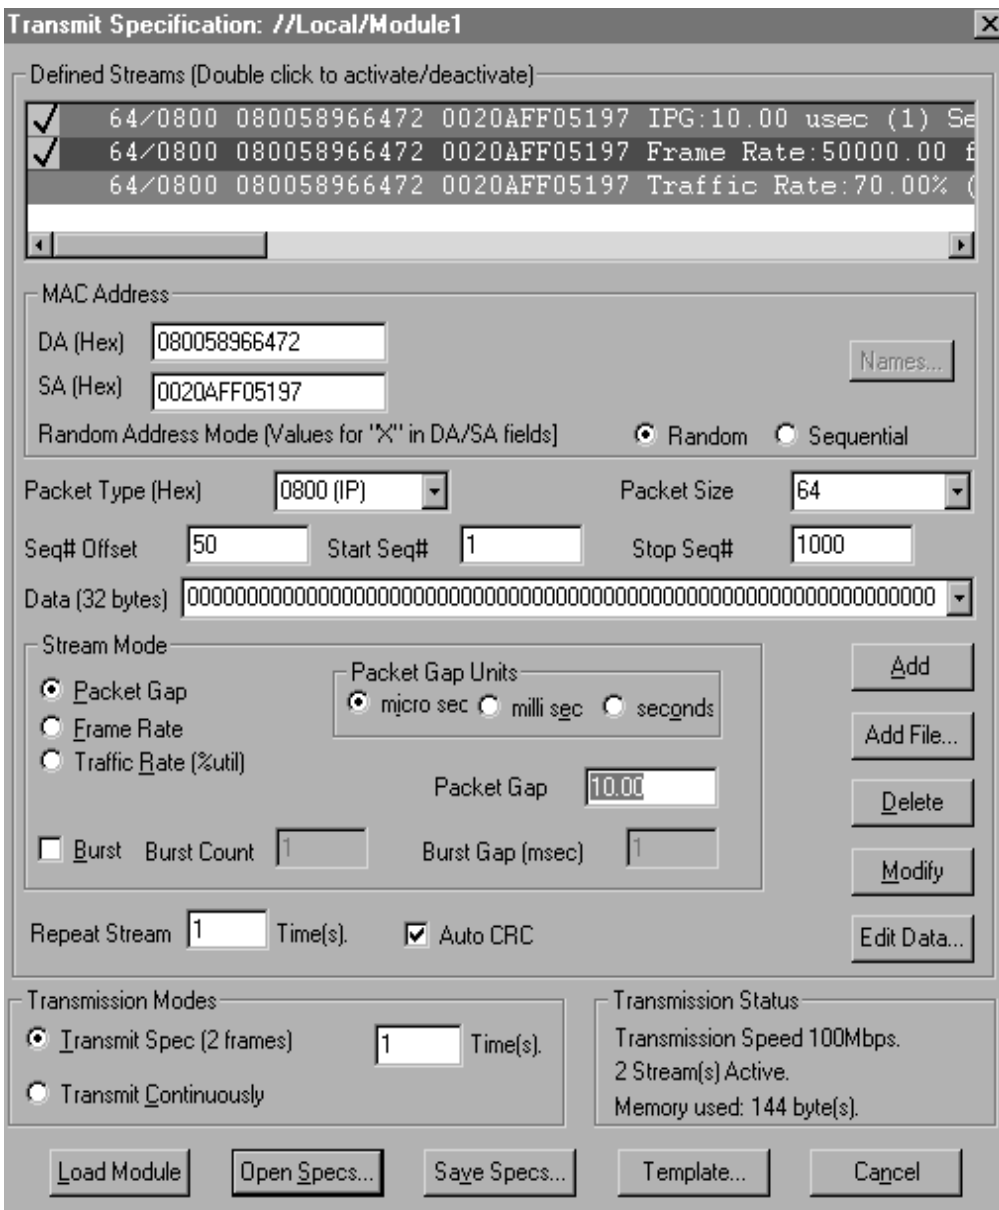 Transmit Specification: //Local/Module1
Defined Streams (Double click to activate/deactivate)
64/0800 080058966472 0020AFF05197 IPG:10.00 usec (1) Se
64/0800 080058966472 0020AFF05197 Frame Rate:50000.00 f
64/0800 080058966472 0020AFF05197 Traffic Rate:70.00% (
MAC Address
DA (Hex) 080058966472
Names...
SA (Hex) 0020AFF05197
Random Address Mode (Values for "X" in DA/SA fields) Random Sequential
Packet Type (Hex) 0800 (IP) Packet Size 64
Seq# Offset 50 Start Seq# 1 Stop Seq# 1000
Data (32 bytes) 0000000000000000000000000000000000000000000000000000000000000000
Stream Mode
Packet Gap Units
Add
Packet Gap
micro sec milli sec seconds
Frame Rate
Add File...
Traffic Rate (%util)
Packet Gap 10.00
Delete
Burst Burst Count 1 Burst Gap (msec) 1
Modify
Repeat Stream 1 Time(s). Auto CRC
Edit Data...
Transmission Modes
Transmit Spec (2 frames) 1 Time(s).
Transmit Continuously
Transmission Status
Transmission Speed 100Mbps.
2 Stream(s) Active.
Memory used: 144 byte(s).
Load Module Open Specs... Save Specs... Template... Cancel